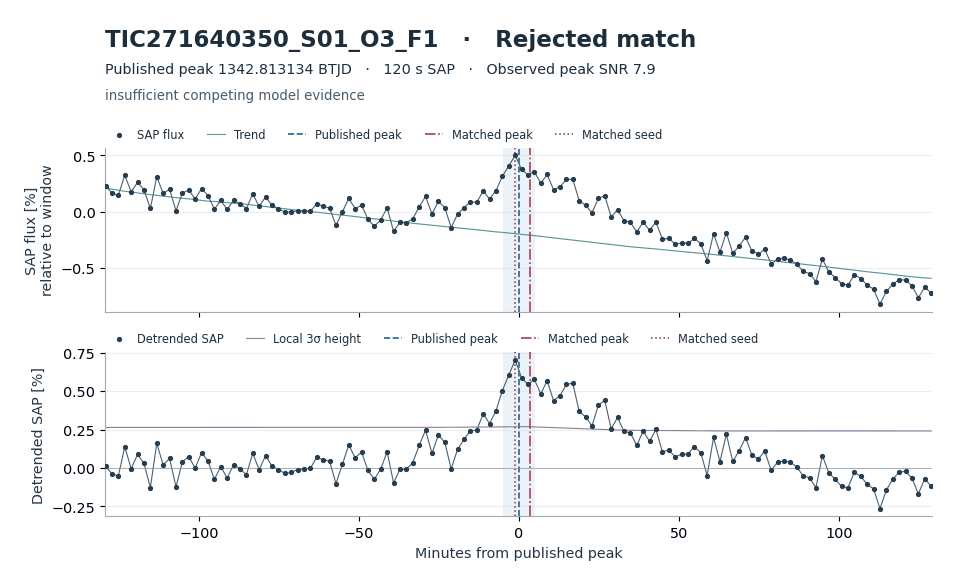 TIC271640350_S01_O3_F1 · Rejected match
Published peak 1342.813134 BTJD · 120 s SAP · Observed peak SNR 7.9
insufficient competing model evidence
SAP flux Trend Published peak Matched peak Matched seed
SAP flux [%]
relative to window
0.5
0.0
−0.5
Detrended SAP Local 3σ height Published peak Matched peak Matched seed
Detrended SAP [%]
0.75
0.50
0.25
0.00
−0.25
−100 −50 0 50 100
Minutes from published peak